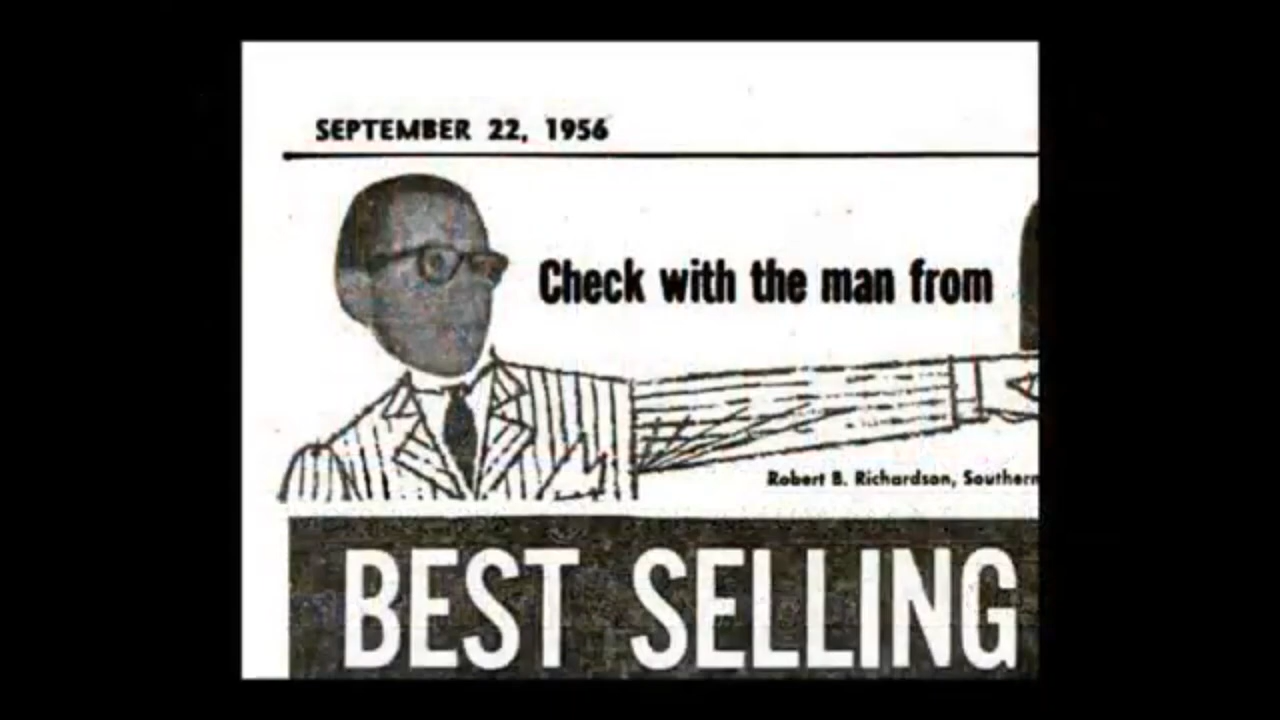 SEPTEMBER 22, 1956
Check with the man from
Robert B. Richardson, Southern
BEST SELLING